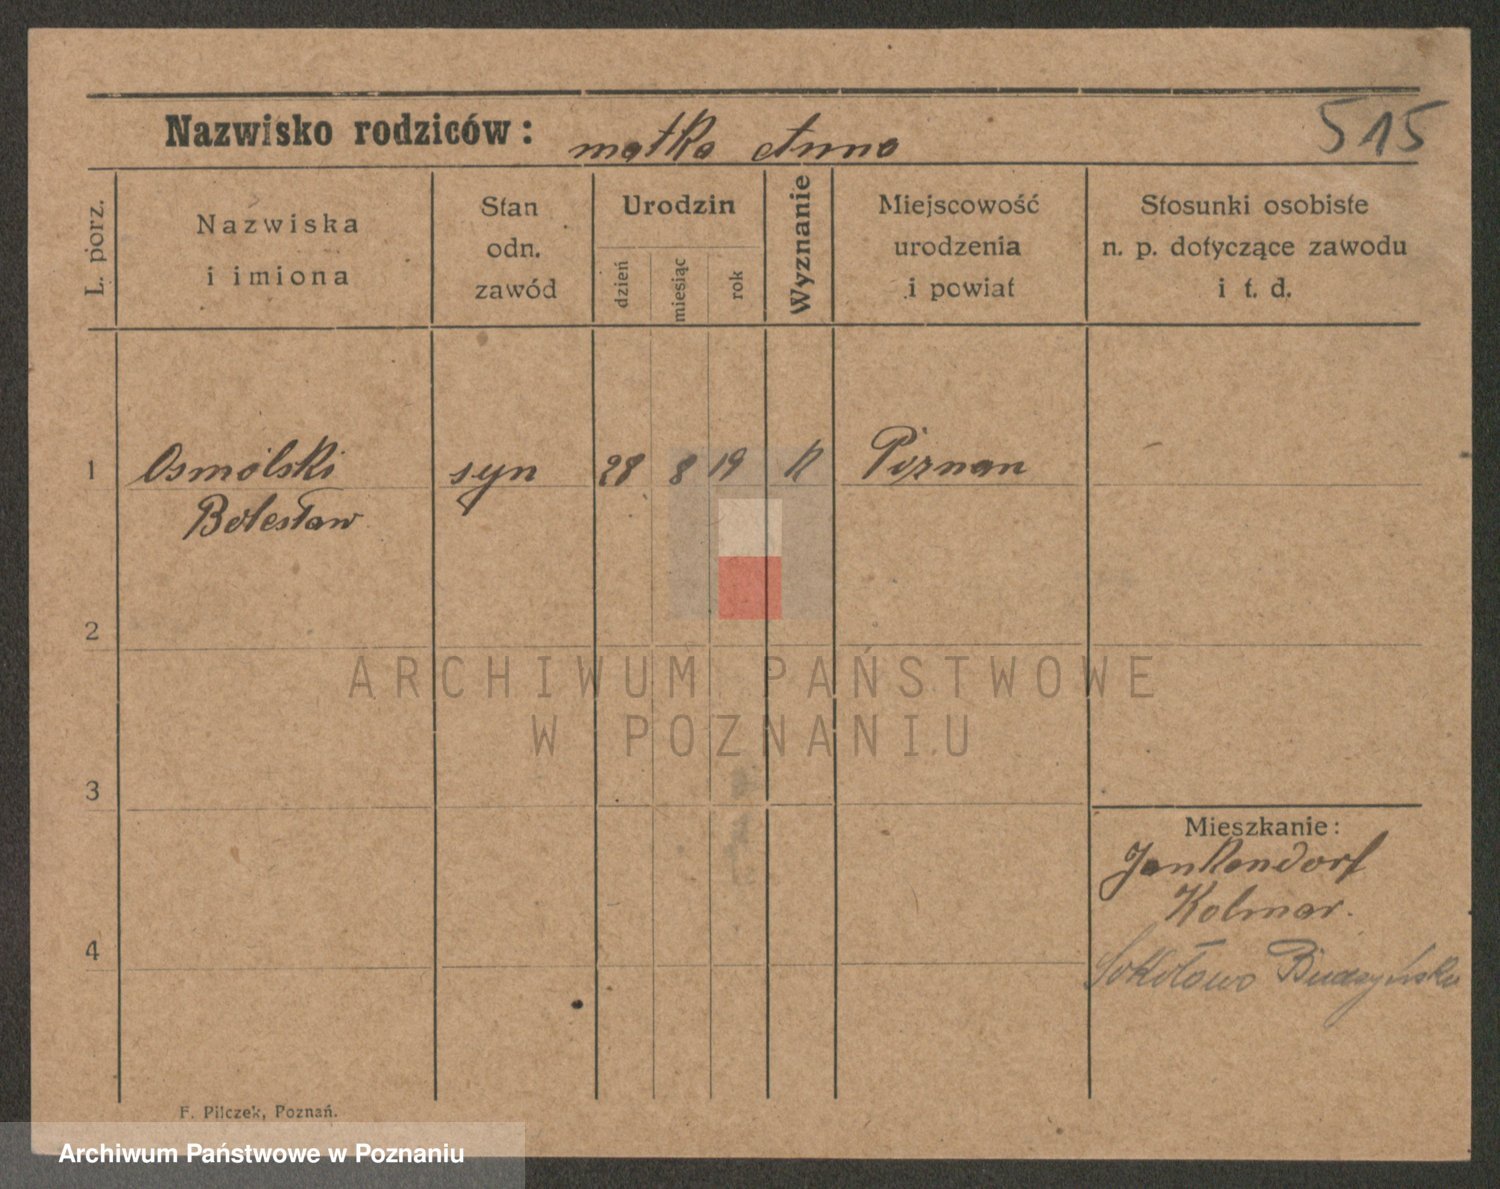 515
Nazwisko rodziców: matka Anna
L. porz.
Nazwiska
i imiona
Stan
odn.
zawód
Urodzin
dzień
miesiąc
rok
Wyznanie
Miejscowość
urodzenia
i powiat
Stosunki osobiste
n. p. dotyczące zawodu
i t. d.
1 Osmólski syn 28 8 19 K Poznan –
Bolesław
2
3
4
Mieszkanie:
Jankendorf
Kolmar.
Sokołowo Budzyńskie
F. Pilczek, Poznań.
ARCHIWUM PAŃSTWOWE
W POZNANIU
Archiwum Państwowe w Poznaniu